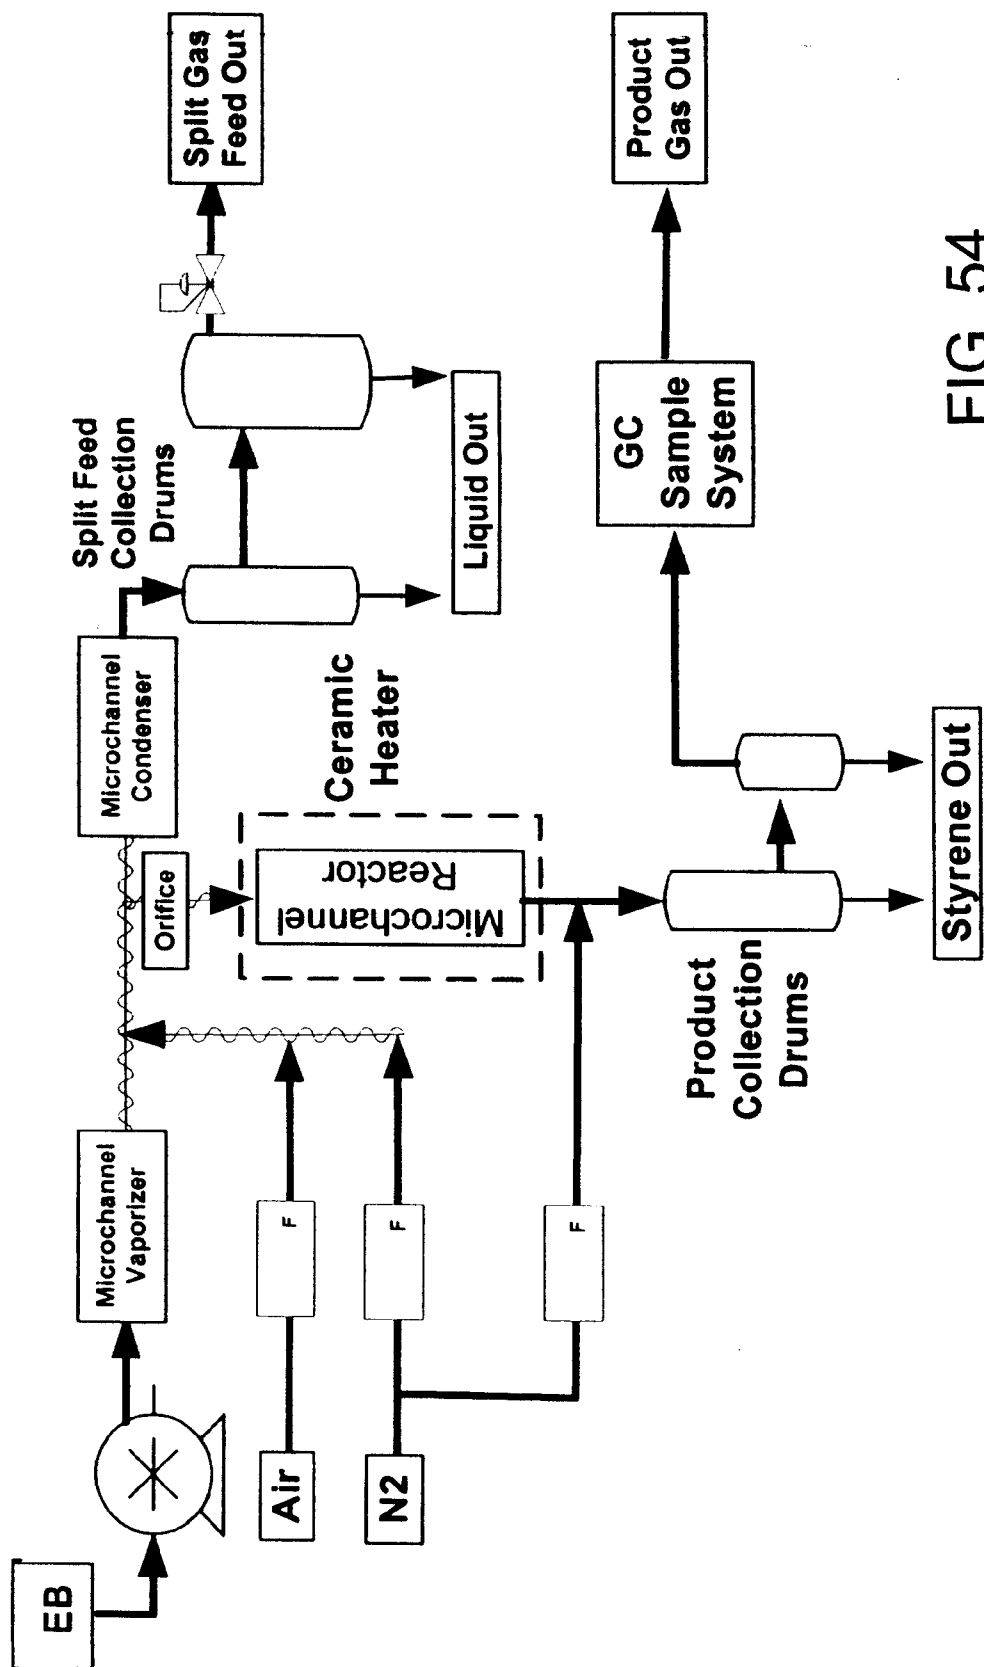 EB
Microchannel
Vaporizer
Air
N2
F
F
F
Microchannel
Condenser
Orifice
Microchannel
Reactor
Ceramic
Heater
Split Feed
Collection
Drums
Split Gas
Feed Out
Liquid Out
Product
Collection
Drums
Styrene Out
GC
Sample
System
Product
Gas Out
FIG. 54